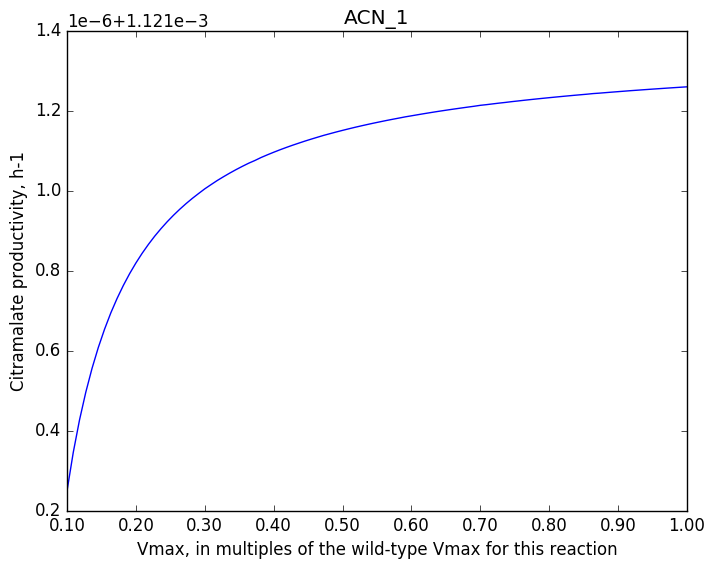 ACN_1
1e−6+1.121e−3
1.4
1.2
1.0
0.8
0.6
0.4
0.2
Citramalate productivity, h-1
0.10 0.20 0.30 0.40 0.50 0.60 0.70 0.80 0.90 1.00
Vmax, in multiples of the wild-type Vmax for this reaction